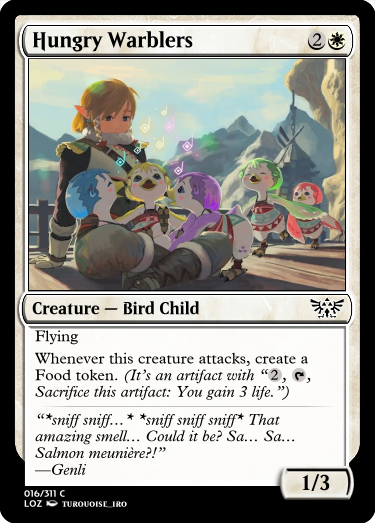 Hungry Warblers 2
Creature — Bird Child
Flying
Whenever this creature attacks, create a
Food token. (It's an artifact with “2, ,
Sacrifice this artifact: You gain 3 life.”)
“*sniff sniff…* *sniff sniff sniff* That
amazing smell… Could it be? Sa… Sa…
Salmon meunière?!”
—Genli
1/3
016/311 C
LOZ TURQUOISE_IRO